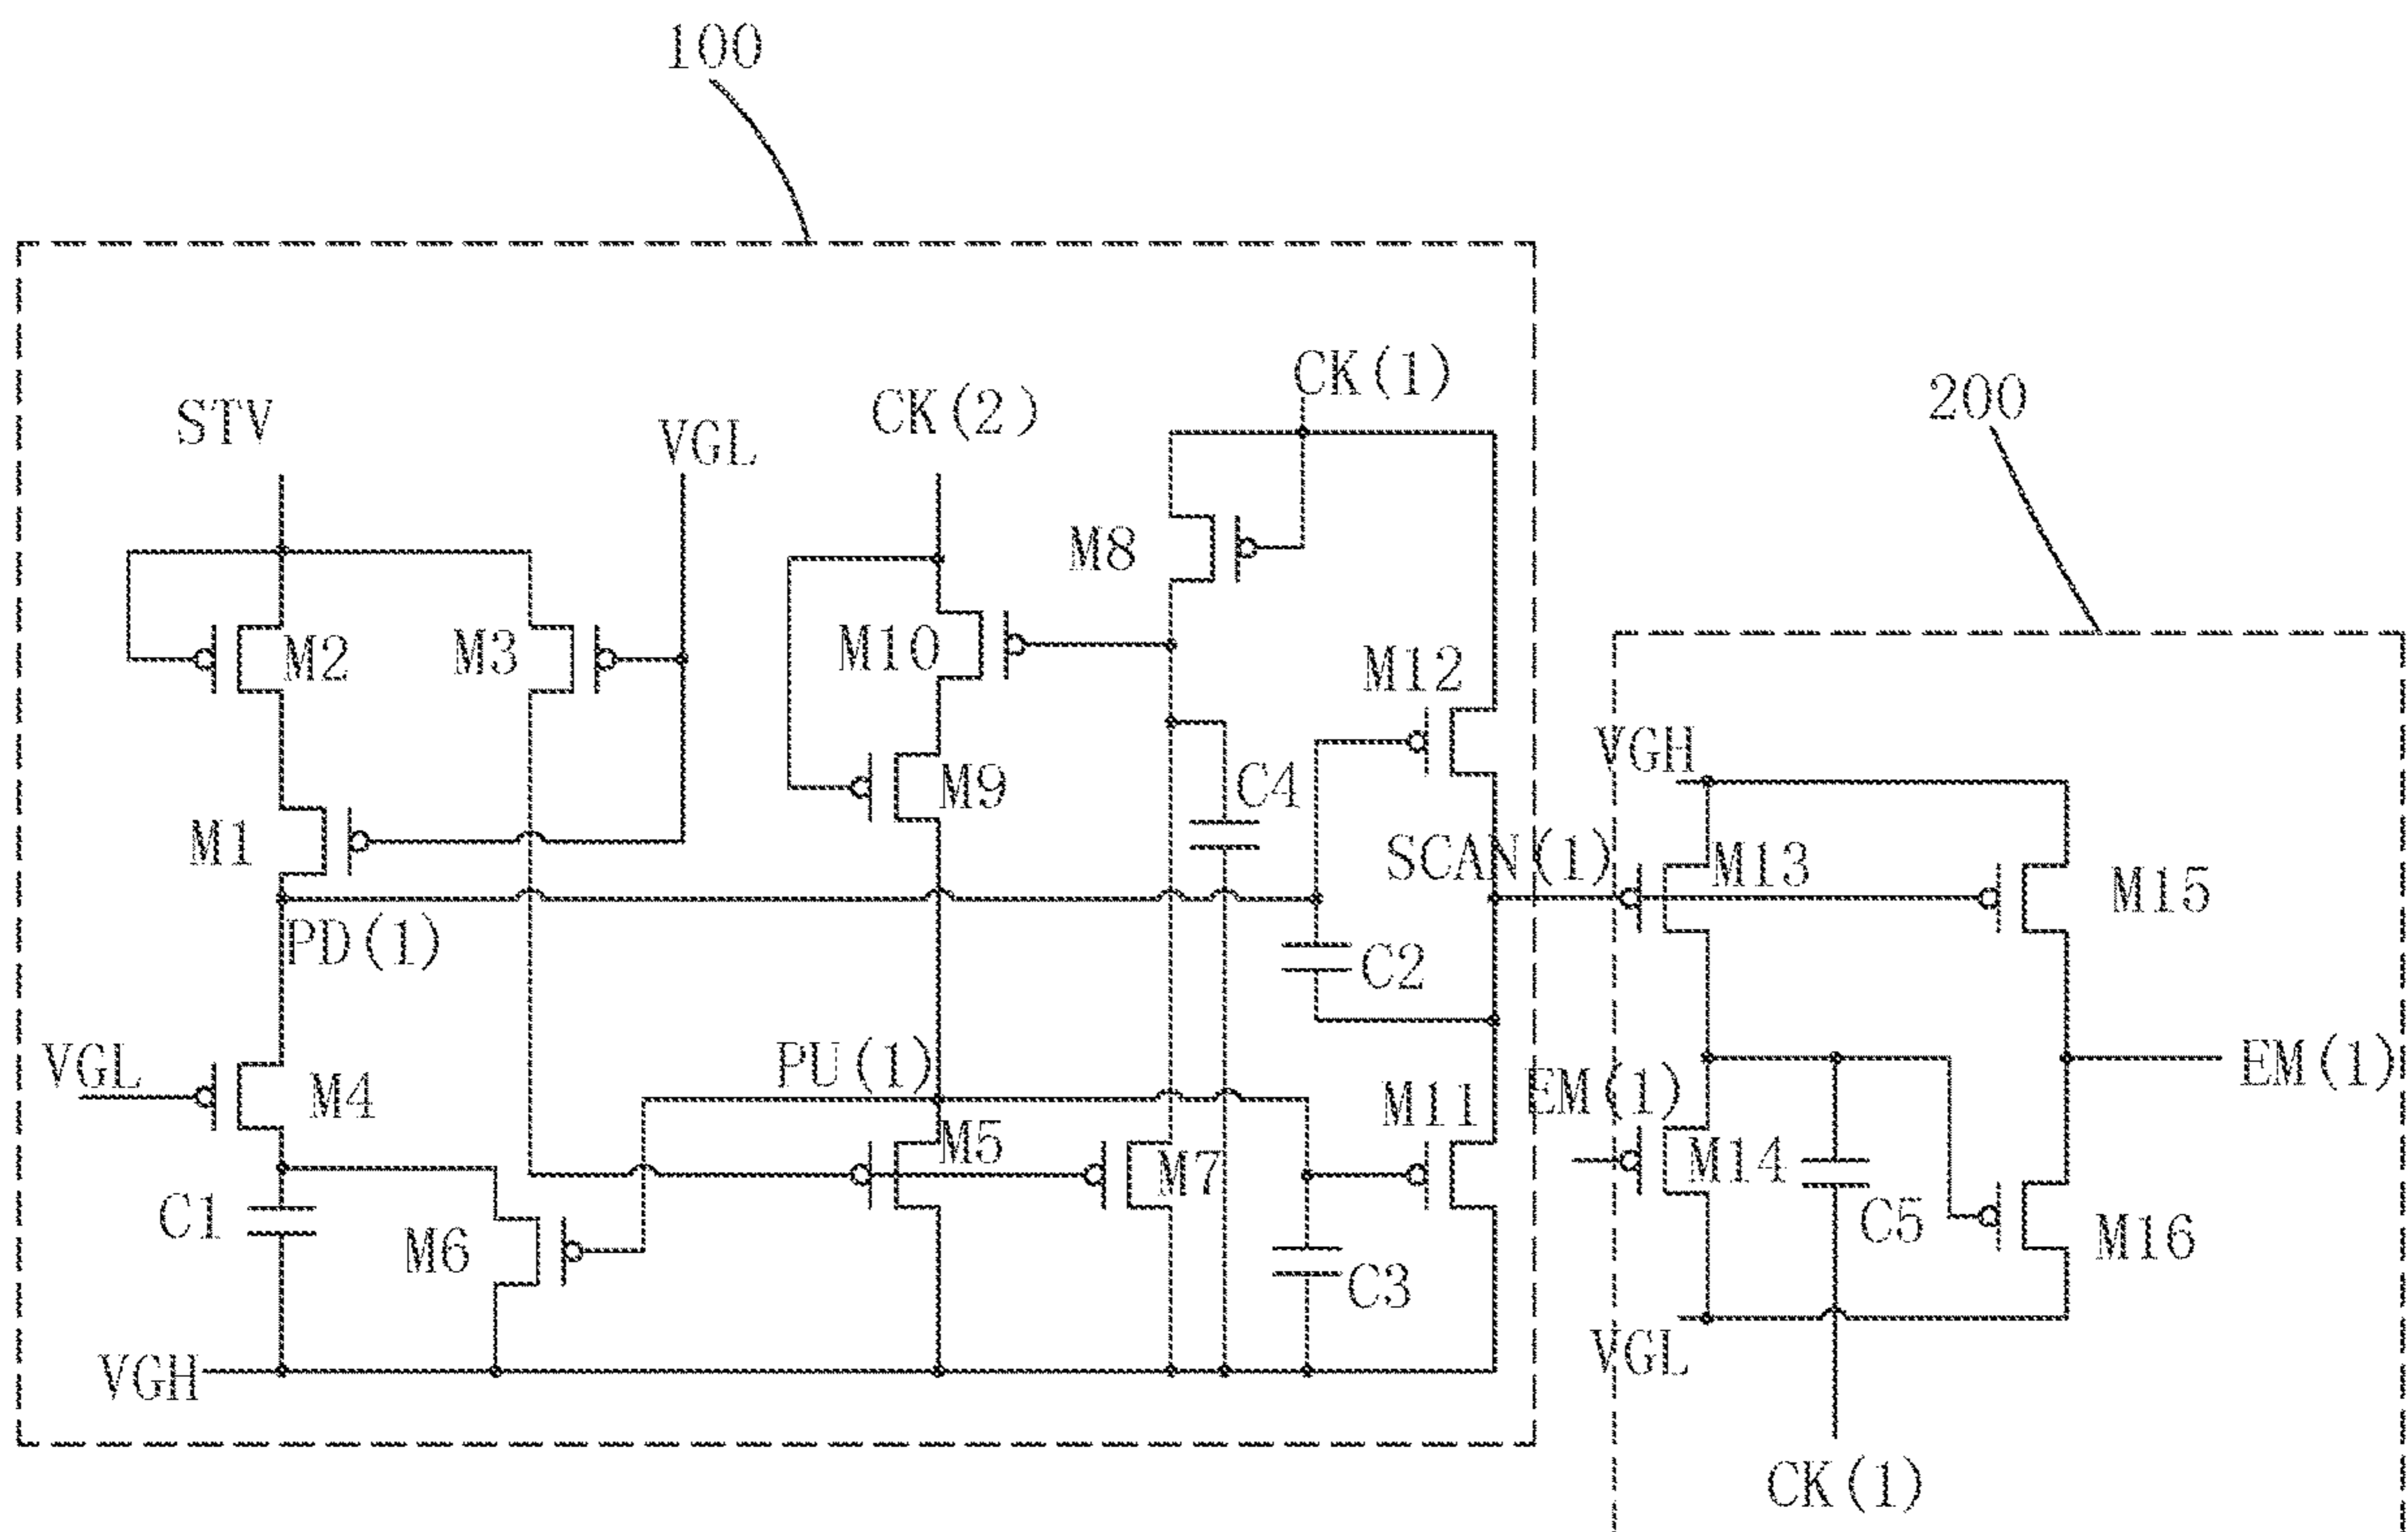 100
CK(1)
200
STV
CK(2)
VGL
M8
M2
M3
M10
M12
VGH
M9
C4
M1
SCAN(1)
M13
M15
PD(1)
C2
VGL
M4
PU(1)
M11
EM(1)
EM(1)
M5
M7
M14
C1
M6
C3
C5
M16
VGH
VGL
CK(1)